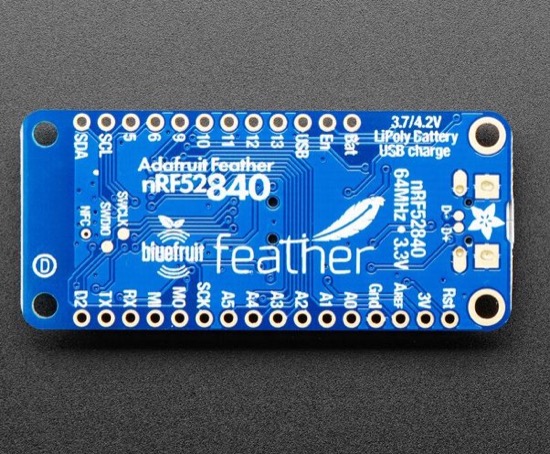 SDA
SCL
5
6
9
10
11
12
13
USB
En
Bat
3.7/4.2V
LiPoly Battery
USB charge
Adafruit Feather
nRF52840
nRF52840
64MHz • 3.3V
D- D+
NFC
SWDIO
SWCLK
bluefruit
feather
D
D2
TX
RX
MI
MO
SCK
A5
A4
A3
A2
A1
A0
Gnd
Aref
3V
Rst